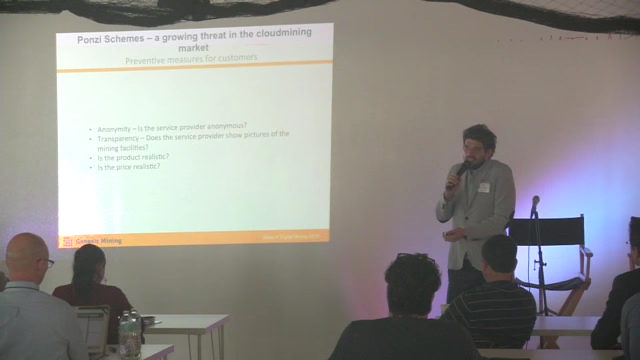 Ponzi Schemes – a growing threat in the cloudmining
market
Preventive measures for customers
• Anonymity – Is the service provider anonymous?
• Transparency – Does the service provider show pictures of the
mining facilities?
• Is the product realistic?
• Is the price realistic?
Mining